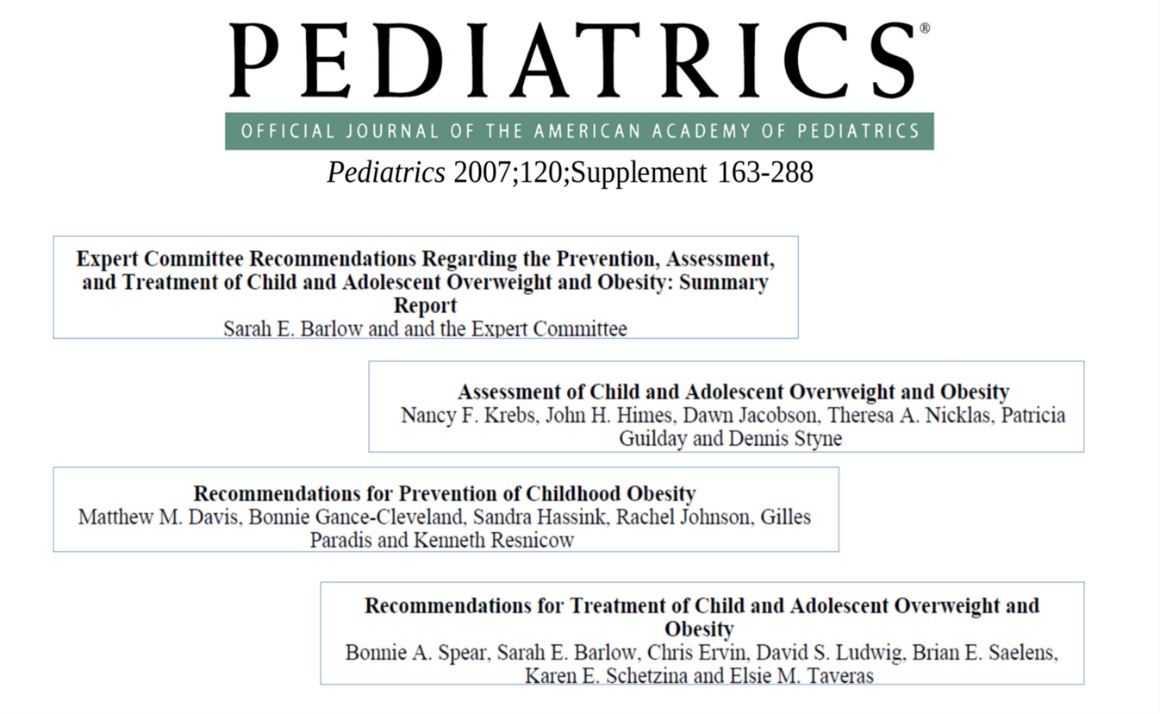 PEDIATRICS®
OFFICIAL JOURNAL OF THE AMERICAN ACADEMY OF PEDIATRICS
Pediatrics 2007;120;Supplement 163-288
Expert Committee Recommendations Regarding the Prevention, Assessment,
and Treatment of Child and Adolescent Overweight and Obesity: Summary
Report
Sarah E. Barlow and and the Expert Committee
Assessment of Child and Adolescent Overweight and Obesity
Nancy F. Krebs, John H. Himes, Dawn Jacobson, Theresa A. Nicklas, Patricia
Guilday and Dennis Styne
Recommendations for Prevention of Childhood Obesity
Matthew M. Davis, Bonnie Gance-Cleveland, Sandra Hassink, Rachel Johnson, Gilles
Paradis and Kenneth Resnicow
Recommendations for Treatment of Child and Adolescent Overweight and
Obesity
Bonnie A. Spear, Sarah E. Barlow, Chris Ervin, David S. Ludwig, Brian E. Saelens,
Karen E. Schetzina and Elsie M. Taveras